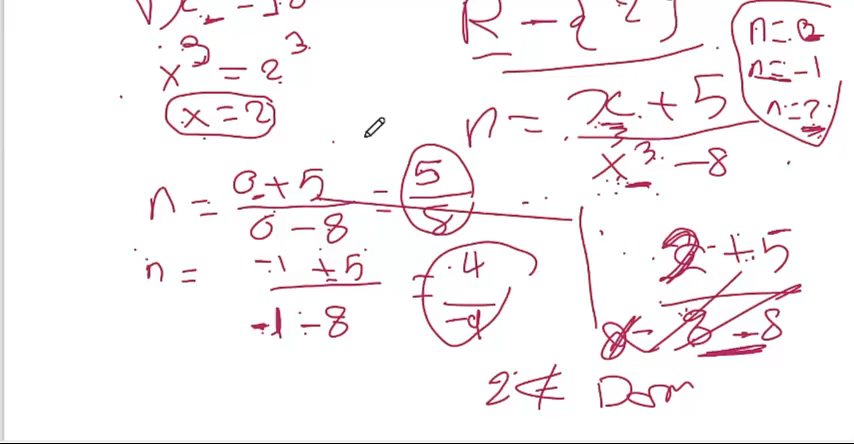 x³ = 2³
x = 2
R - { 2 }
n = 0
n = -1
n = 2
n = x + 5 / x³ - 8
n = 0 + 5 / 0 - 8 = 5 / 8
n = -1 + 5 / -1 - 8 = 4 / -9
2 + 5 / 8 - 8
2 ∉ Dom